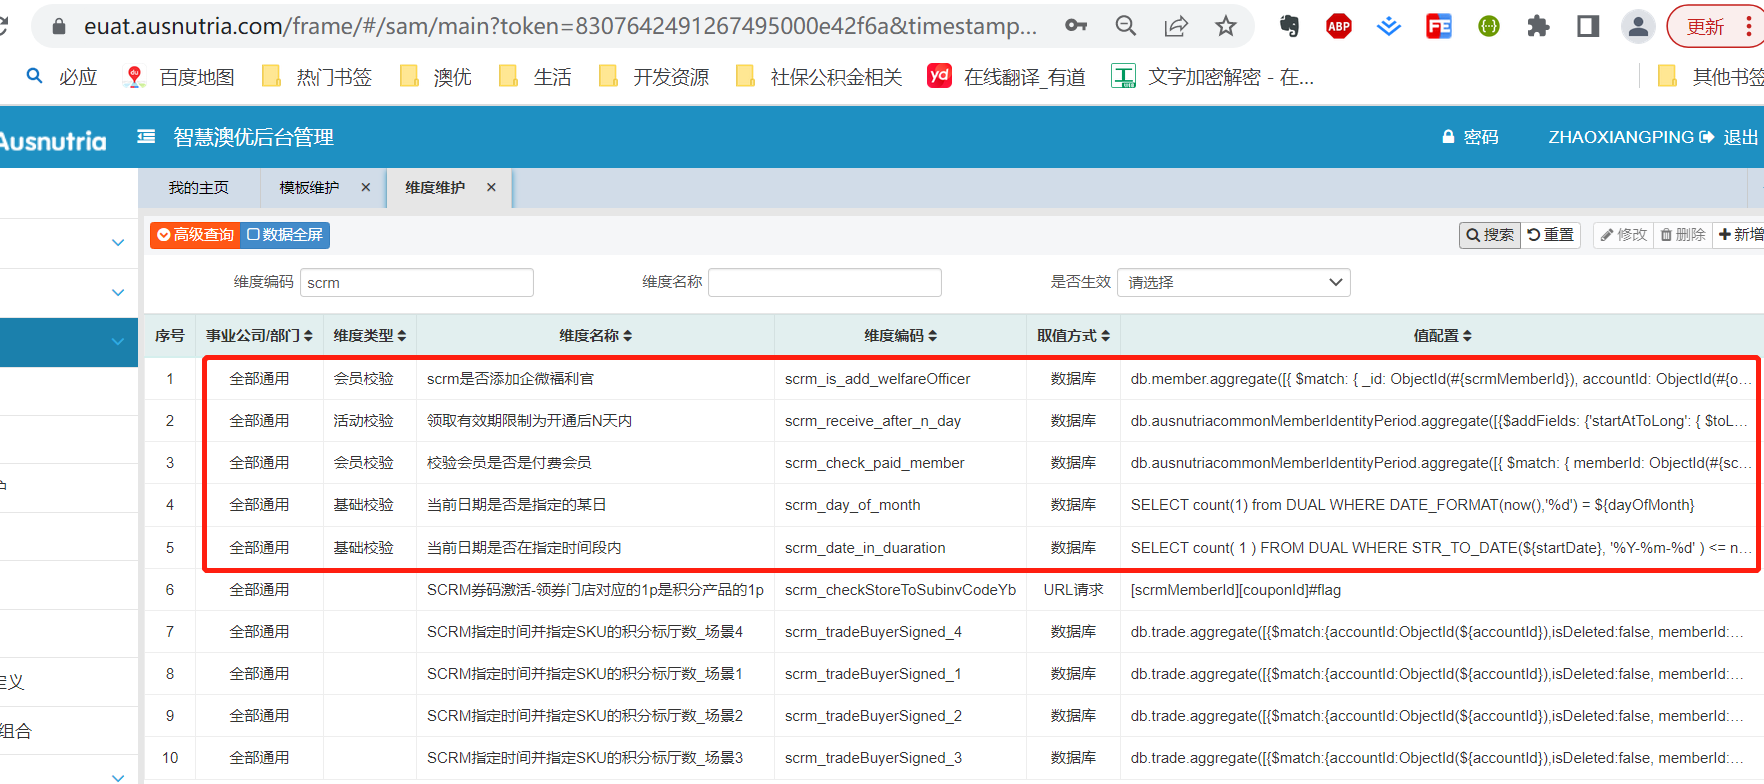 euat.ausnutria.com/frame/#/sam/main?token=8307642491267495000e42f6a&timestamp...
ABP
FE
更新
必应
du
百度地图
热门书签
澳优
生活
开发资源
社保公积金相关
yd
在线翻译_有道
工
文字加密解密 - 在...
其他书签
Ausnutria
智慧澳优后台管理
密码
ZHAOXIANGPING
退出
我的主页
模板维护 ×
维度维护 ×
高级查询
数据全屏
搜索
重置
修改
删除
新增
维度编码 scrm
维度名称
是否生效 请选择
序号 事业公司/部门 维度类型 维度名称 维度编码 取值方式 值配置
1 全部通用 会员校验 scrm是否添加企微福利官 scrm_is_add_welfareOfficer 数据库 db.member.aggregate([{ $match: { _id: ObjectId(#{scrmMemberId}), accountId: ObjectId(#{o...
2 全部通用 活动校验 领取有效期限制为开通后N天内 scrm_receive_after_n_day 数据库 db.ausnutriacommonMemberIdentityPeriod.aggregate([{$addFields: {'startAtToLong': { $toL...
3 全部通用 会员校验 校验会员是否是付费会员 scrm_check_paid_member 数据库 db.ausnutriacommonMemberIdentityPeriod.aggregate([{ $match: { memberId: ObjectId(#{sc...
4 全部通用 基础校验 当前日期是否是指定的某日 scrm_day_of_month 数据库 SELECT count(1) from DUAL WHERE DATE_FORMAT(now(),'%d') = ${dayOfMonth}
5 全部通用 基础校验 当前日期是否在指定时间段内 scrm_date_in_duaration 数据库 SELECT count( 1 ) FROM DUAL WHERE STR_TO_DATE(${startDate}, '%Y-%m-%d' ) <= n...
6 全部通用 SCRM券码激活-领券门店对应的1p是积分产品的1p scrm_checkStoreToSubinvCodeYb URL请求 [scrmMemberId][couponId]#flag
7 全部通用 SCRM指定时间并指定SKU的积分标厅数_场景4 scrm_tradeBuyerSigned_4 数据库 db.trade.aggregate([{$match:{accountId:ObjectId(${accountId}),isDeleted:false, memberId:...
8 全部通用 SCRM指定时间并指定SKU的积分标厅数_场景1 scrm_tradeBuyerSigned_1 数据库 db.trade.aggregate([{$match:{accountId:ObjectId(${accountId}),isDeleted:false, memberId:...
9 全部通用 SCRM指定时间并指定SKU的积分标厅数_场景2 scrm_tradeBuyerSigned_2 数据库 db.trade.aggregate([{$match:{accountId:ObjectId(${accountId}),isDeleted:false, memberId:...
10 全部通用 SCRM指定时间并指定SKU的积分标厅数_场景3 scrm_tradeBuyerSigned_3 数据库 db.trade.aggregate([{$match:{accountId:ObjectId(${accountId}),isDeleted:false, memberId:...
定义
组合